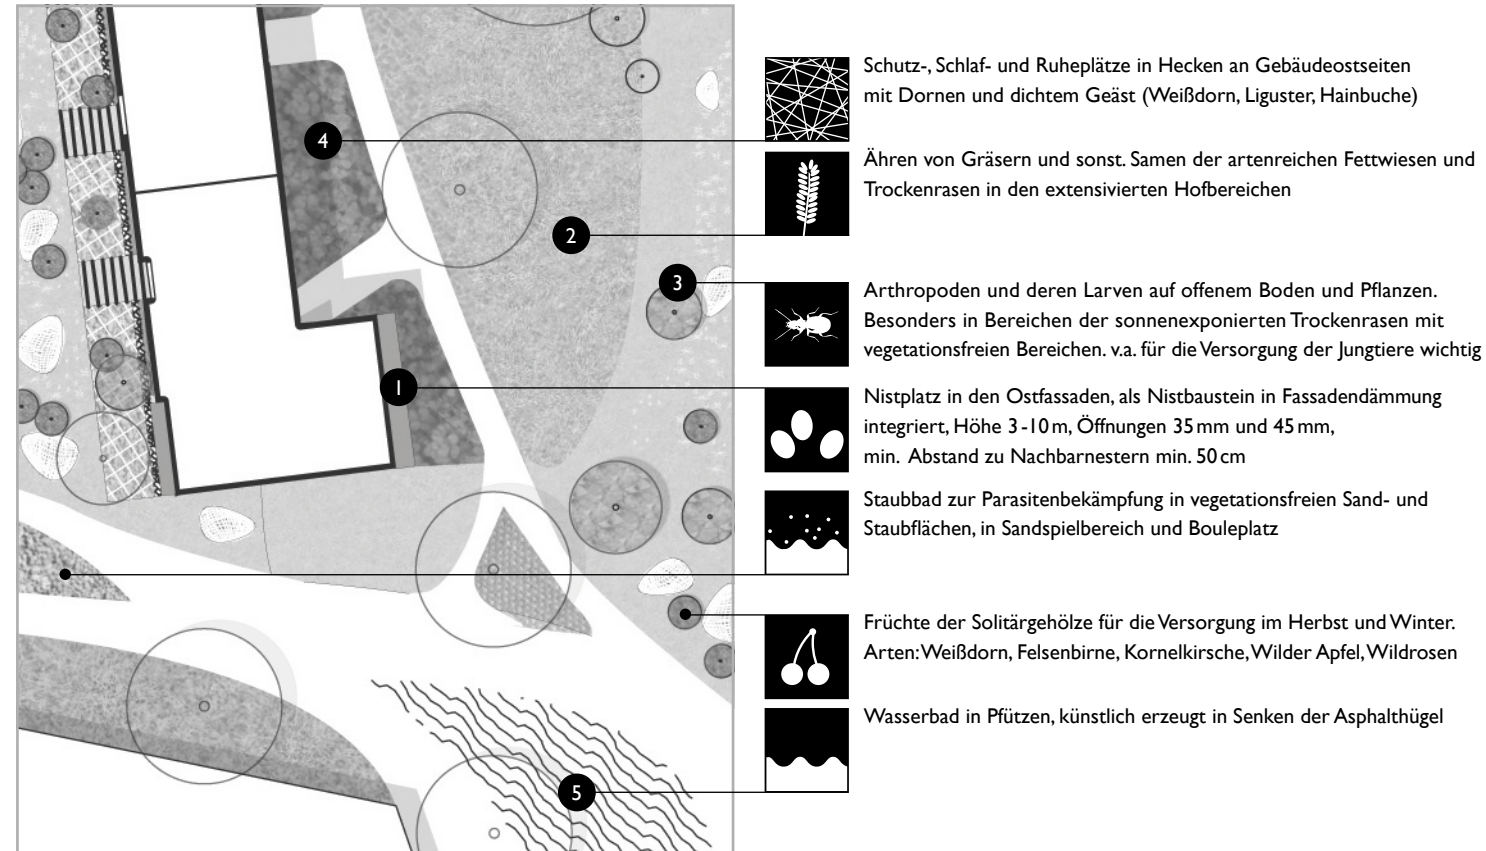 4
Schutz-, Schlaf- und Ruheplätze in Hecken an Gebäudeostseiten
mit Dornen und dichtem Geäst (Weißdorn, Liguster, Hainbuche)
2
Ähren von Gräsern und sonst. Samen der artenreichen Fettwiesen und
Trockenrasen in den extensivierten Hofbereichen
3
Arthropoden und deren Larven auf offenem Boden und Pflanzen.
Besonders in Bereichen der sonnenexponierten Trockenrasen mit
vegetationsfreien Bereichen. v.a. für die Versorgung der Jungtiere wichtig
1
Nistplatz in den Ostfassaden, als Nistbaustein in Fassadendämmung
integriert, Höhe 3-10 m, Öffnungen 35 mm und 45 mm,
min. Abstand zu Nachbarnestern min. 50 cm
Staubbad zur Parasitenbekämpfung in vegetationsfreien Sand- und
Staubflächen, in Sandspielbereich und Bouleplatz
Früchte der Solitärgehölze für die Versorgung im Herbst und Winter.
Arten: Weißdorn, Felsenbirne, Kornelkirsche, Wilder Apfel, Wildrosen
Wasserbad in Pfützen, künstlich erzeugt in Senken der Asphalthügel
5